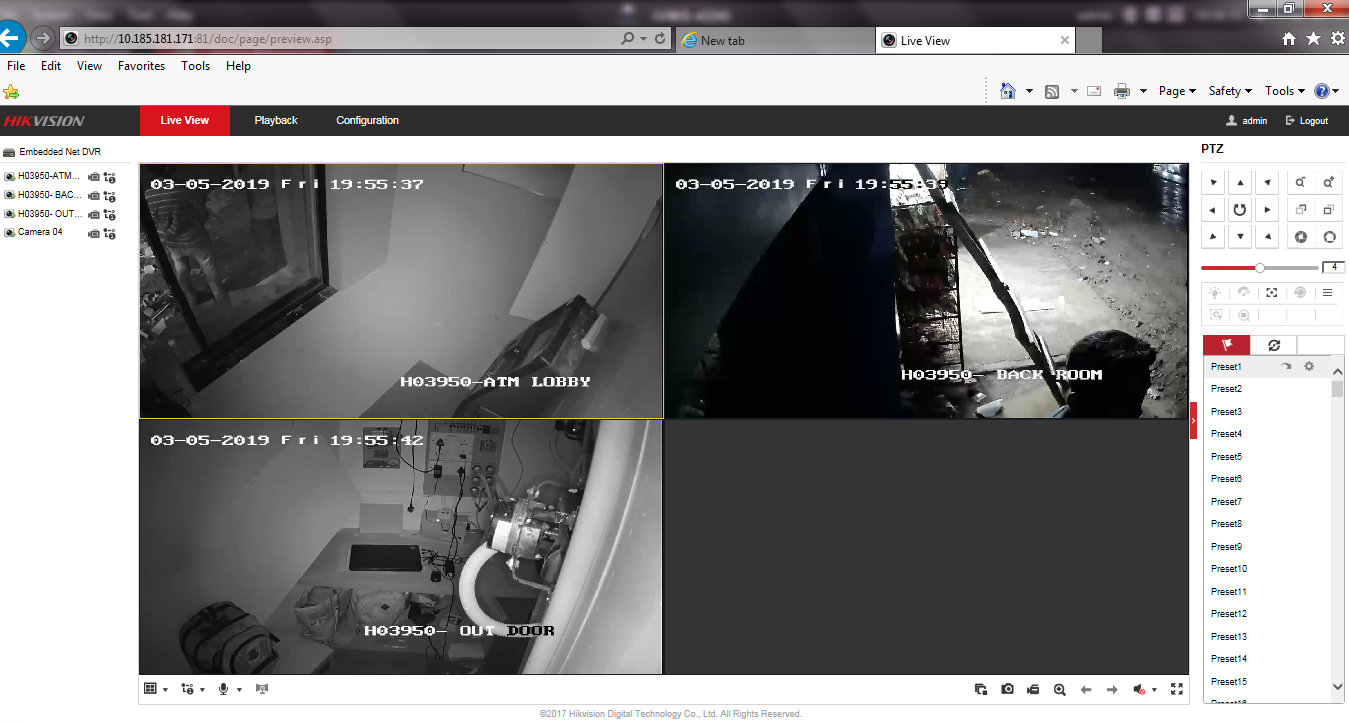 http://10.185.181.171:81/doc/page/preview.asp
New tab
Live View
File Edit View Favorites Tools Help
Page Safety Tools
HIKVISION Live View Playback Configuration admin Logout
Embedded Net DVR
H03950-ATM...
H03950- BAC...
H03950- OUT...
Camera 04
03-05-2019 Fri 19:55:37
H03950-ATM LOBBY
03-05-2019 Fri 19:55:39
H03950- BACK ROOM
03-05-2019 Fri 19:55:42
H03950- OUT DOOR
PTZ
4
Preset1
Preset2
Preset3
Preset4
Preset5
Preset6
Preset7
Preset8
Preset9
Preset10
Preset11
Preset12
Preset13
Preset14
Preset15
©2017 Hikvision Digital Technology Co., Ltd. All Rights Reserved.